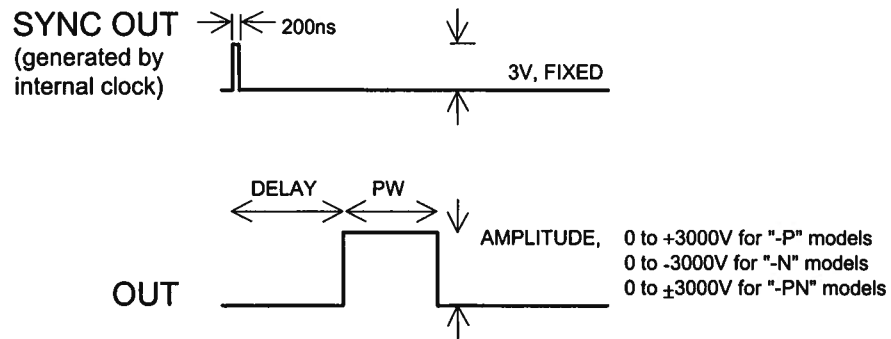 SYNC OUT
(generated by
internal clock)
200ns
3V, FIXED
DELAY
PW
AMPLITUDE,
0 to +3000V for "-P" models
0 to -3000V for "-N" models
0 to ±3000V for "-PN" models
OUT